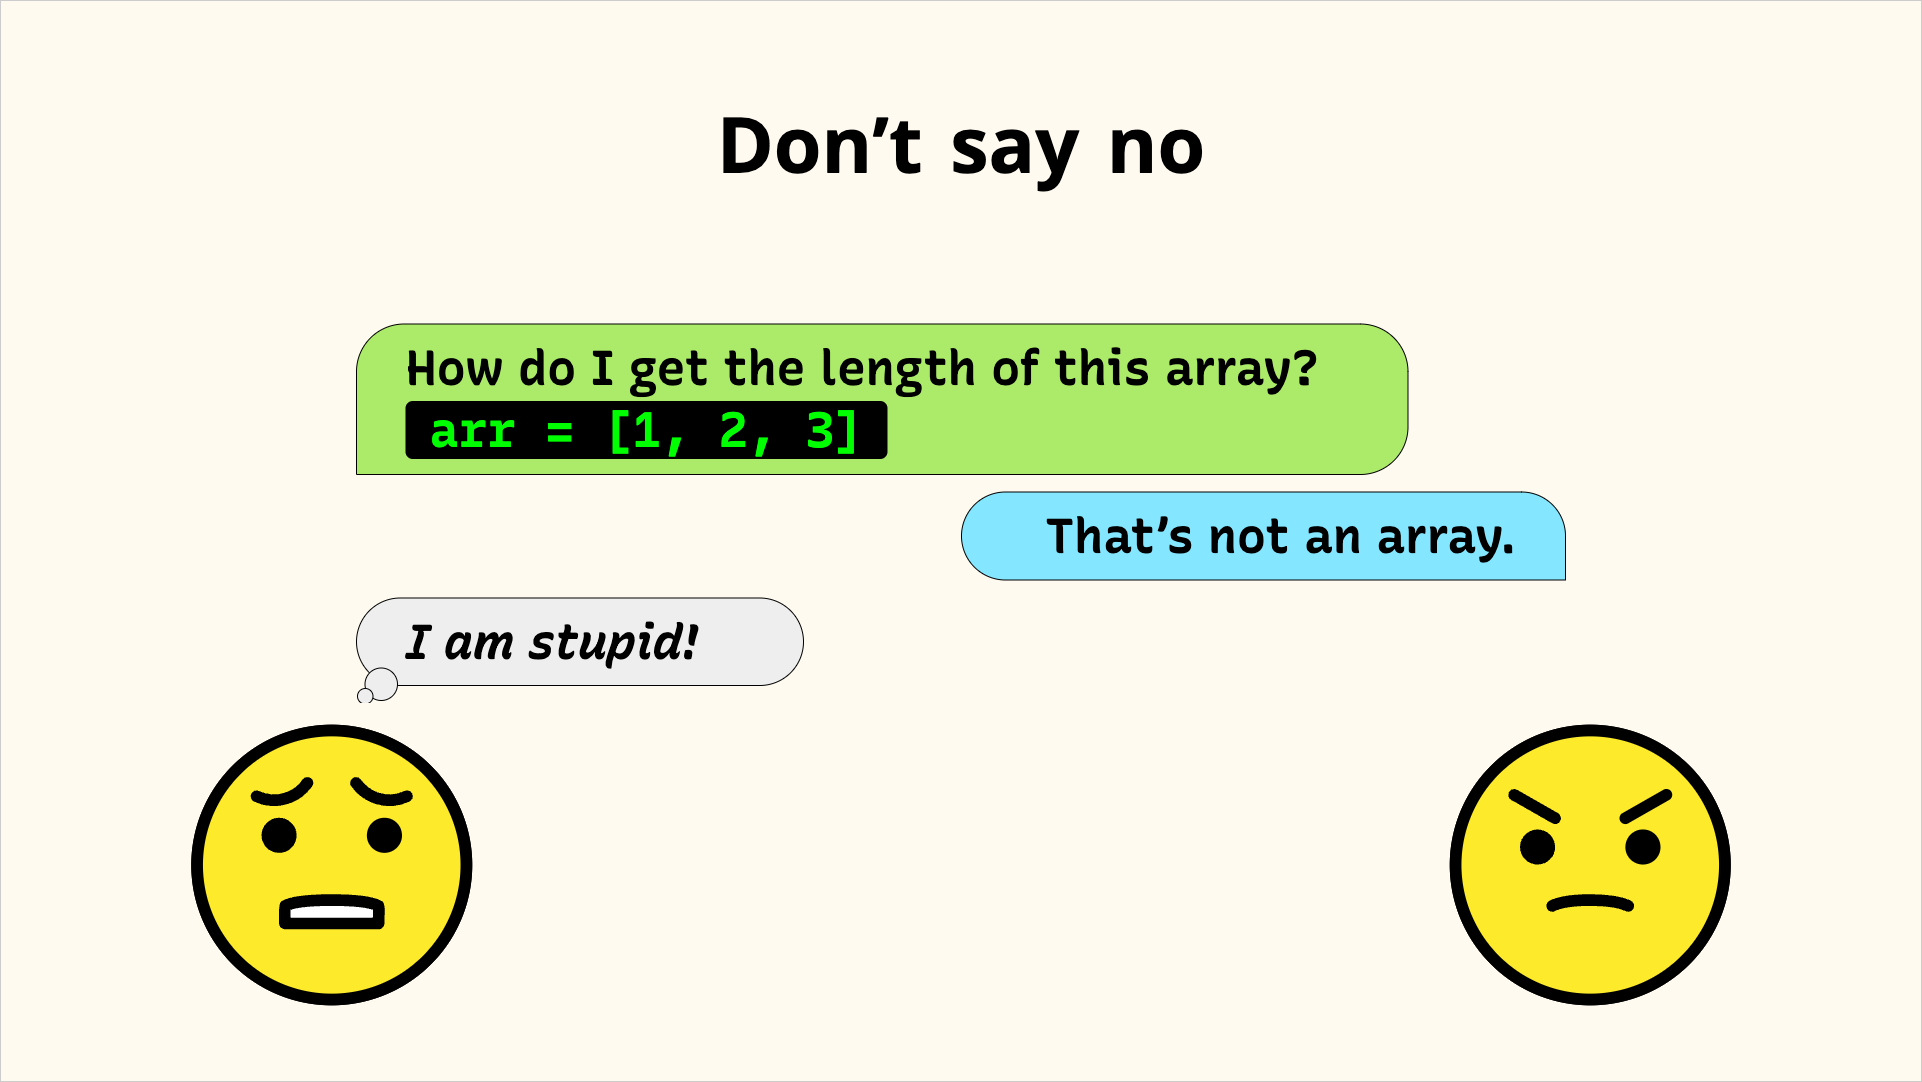 Don’t say no
How do I get the length of this array?
arr = [1, 2, 3]
That’s not an array.
I am stupid!